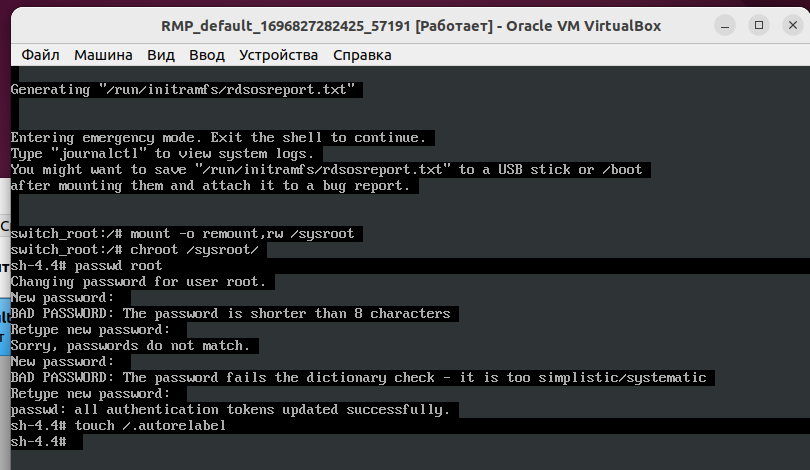 RMP_default_1696827282425_57191 [Работает] - Oracle VM VirtualBox
Файл Машина Вид Ввод Устройства Справка
Generating "/run/initramfs/rdsosreport.txt"
Entering emergency mode. Exit the shell to continue.
Type "journalctl" to view system logs.
You might want to save "/run/initramfs/rdsosreport.txt" to a USB stick or /boot
after mounting them and attach it to a bug report.
switch_root:/# mount -o remount,rw /sysroot
switch_root:/# chroot /sysroot/
sh-4.4# passwd root
Changing password for user root.
New password:
BAD PASSWORD: The password is shorter than 8 characters
Retype new password:
Sorry, passwords do not match.
New password:
BAD PASSWORD: The password fails the dictionary check - it is too simplistic/systematic
Retype new password:
passwd: all authentication tokens updated successfully.
sh-4.4# touch /.autorelabel
sh-4.4#